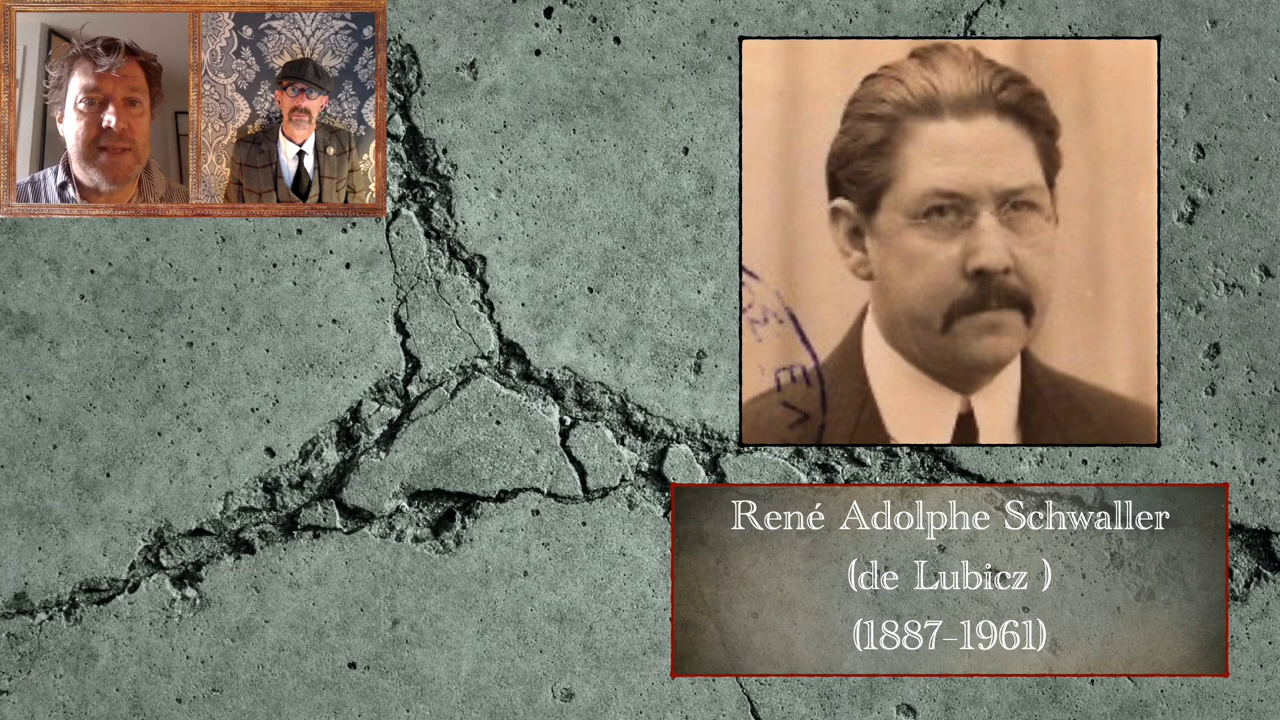 René Adolphe Schwaller
(de Lubicz )
(1887-1961)